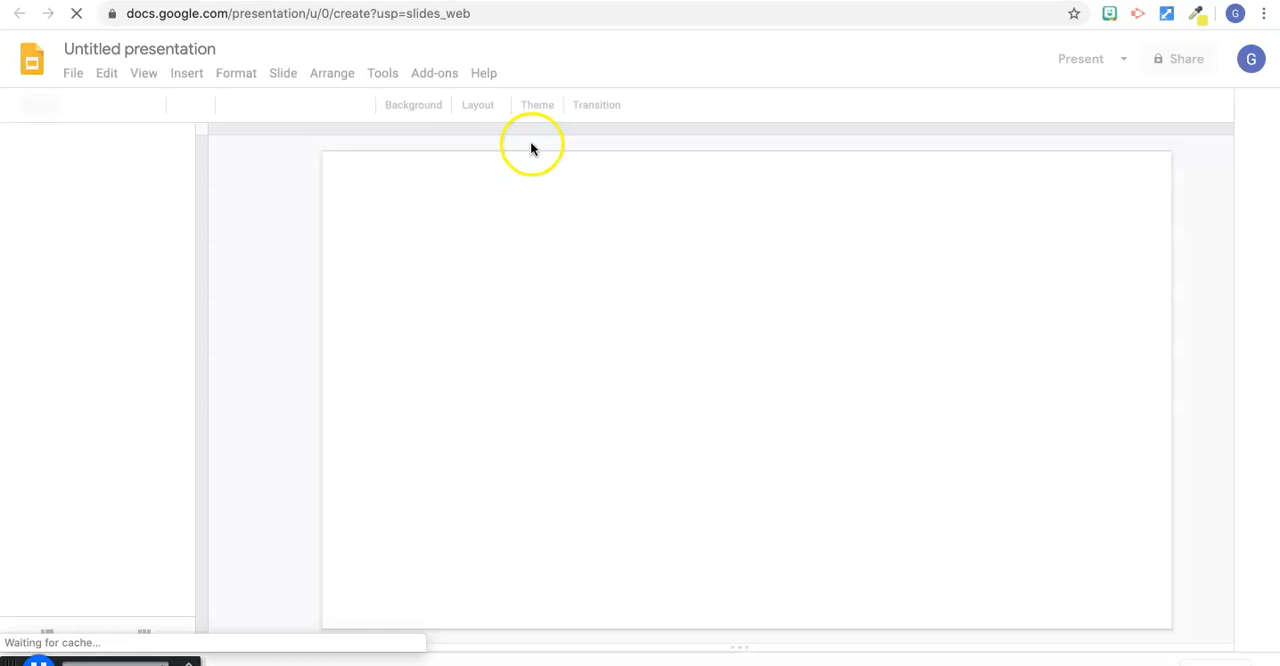 docs.google.com/presentation/u/0/create?usp=slides_web
G
Untitled presentation
File Edit View Insert Format Slide Arrange Tools Add-ons Help
Present
Share
G
Background Layout Theme Transition
Waiting for cache...